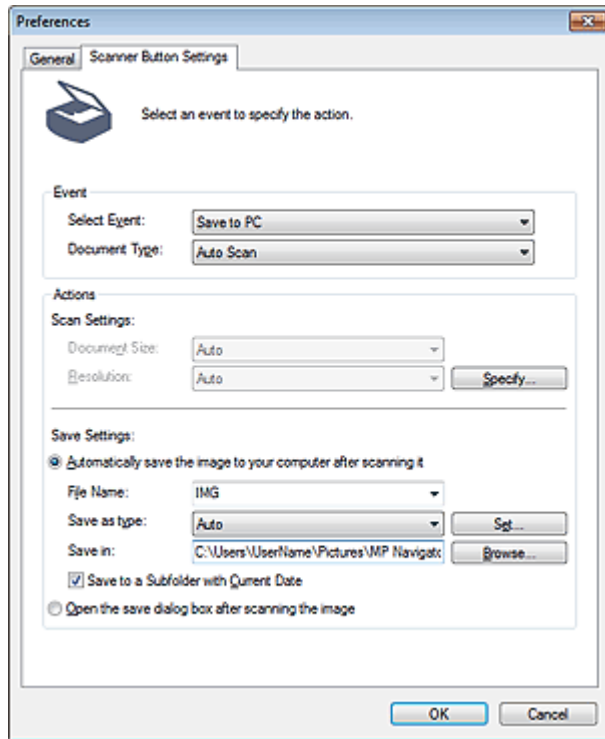 Preferences
General Scanner Button Settings
Select an event to specify the action.
Event
Select Event: Save to PC
Document Type: Auto Scan
Actions
Scan Settings:
Document Size: Auto
Resolution: Auto Specify...
Save Settings:
Automatically save the image to your computer after scanning it
File Name: IMG
Save as type: Auto Set...
Save in: C:\Users\UserName\Pictures\MP Navigato Browse...
Save to a Subfolder with Current Date
Open the save dialog box after scanning the image
OK Cancel